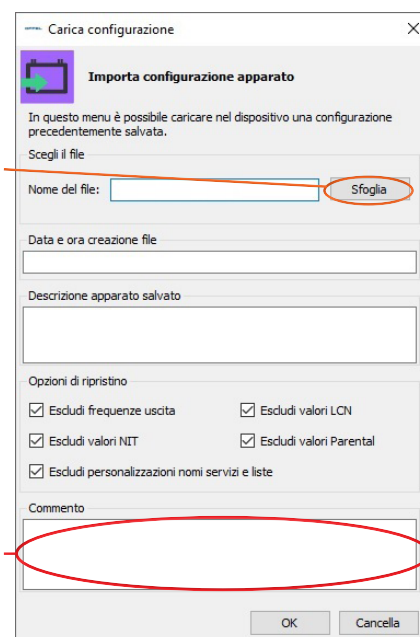 Carica configurazione
Importa configurazione apparato
In questo menu è possibile caricare nel dispositivo una configurazione
precedentemente salvata.
Scegli il file
Nome del file:
Sfoglia
Data e ora creazione file
Descrizione apparato salvato
Opzioni di ripristino
Escludi frequenze uscita
Escludi valori LCN
Escludi valori NIT
Escludi valori Parental
Escludi personalizzazioni nomi servizi e liste
Commento
OK
Cancella